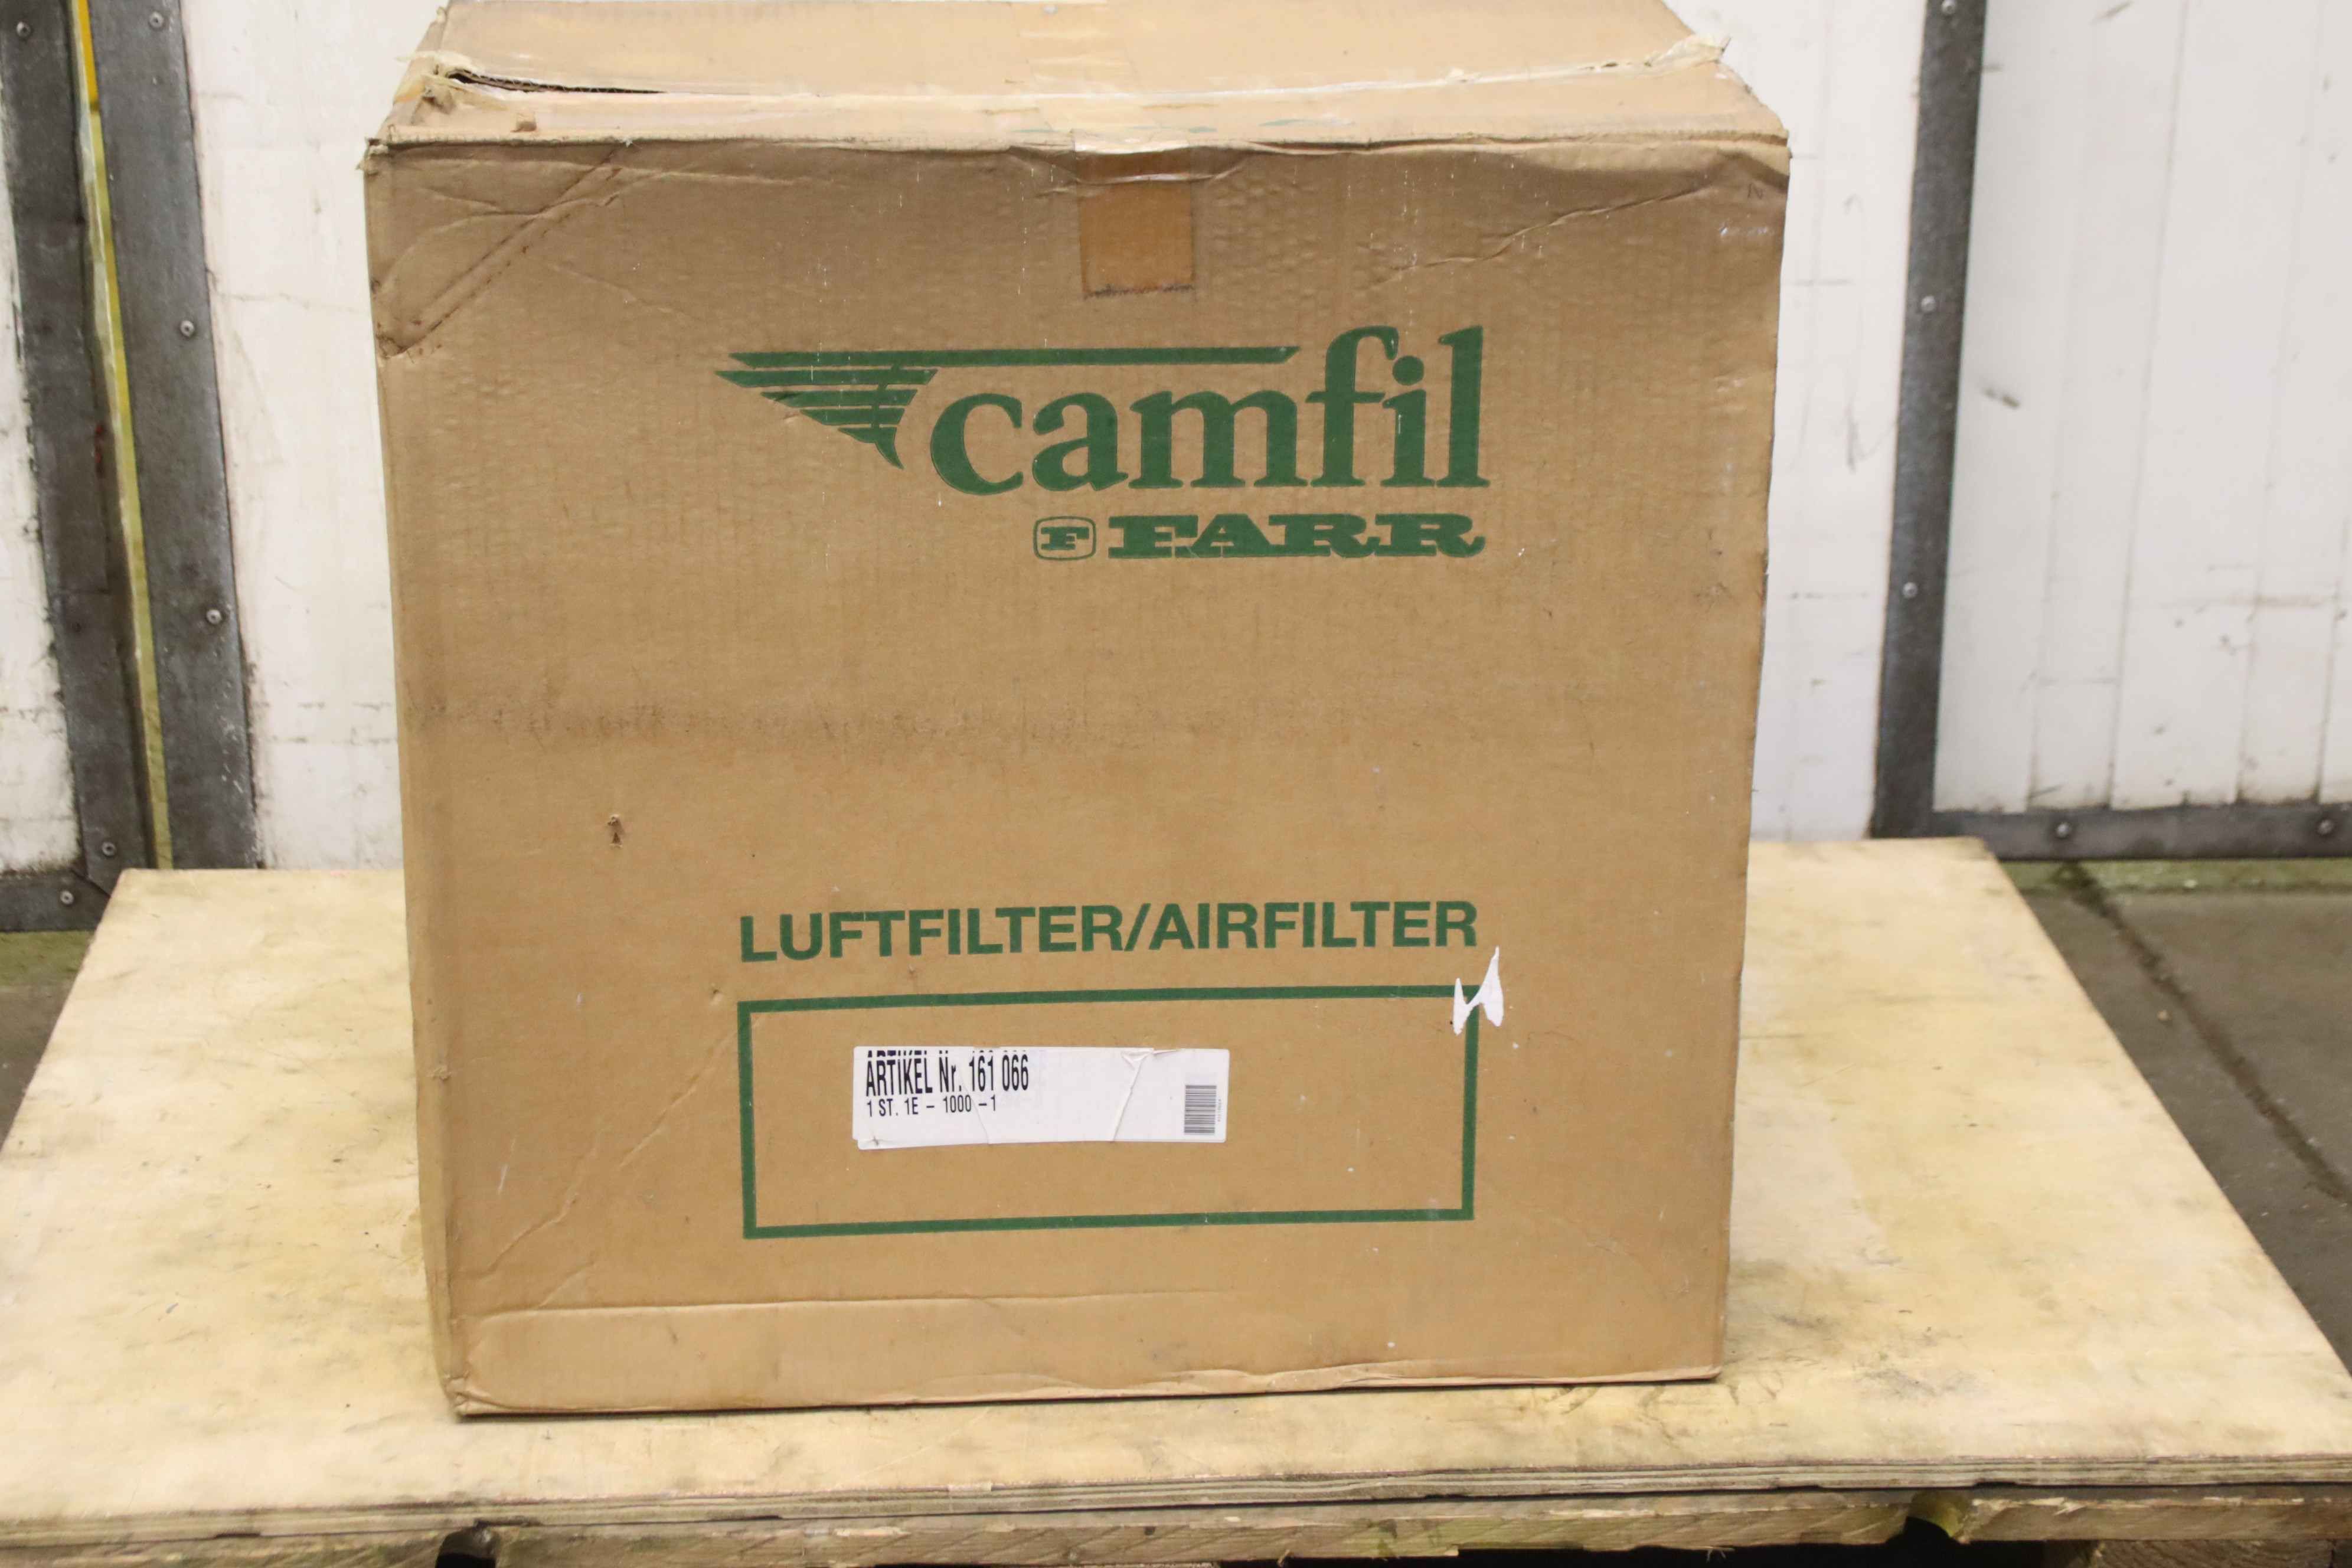 camfil
F FARR
LUFTFILTER/AIRFILTER
ARTIKEL Nr. 161 066
1 ST. 1E - 1000 -1